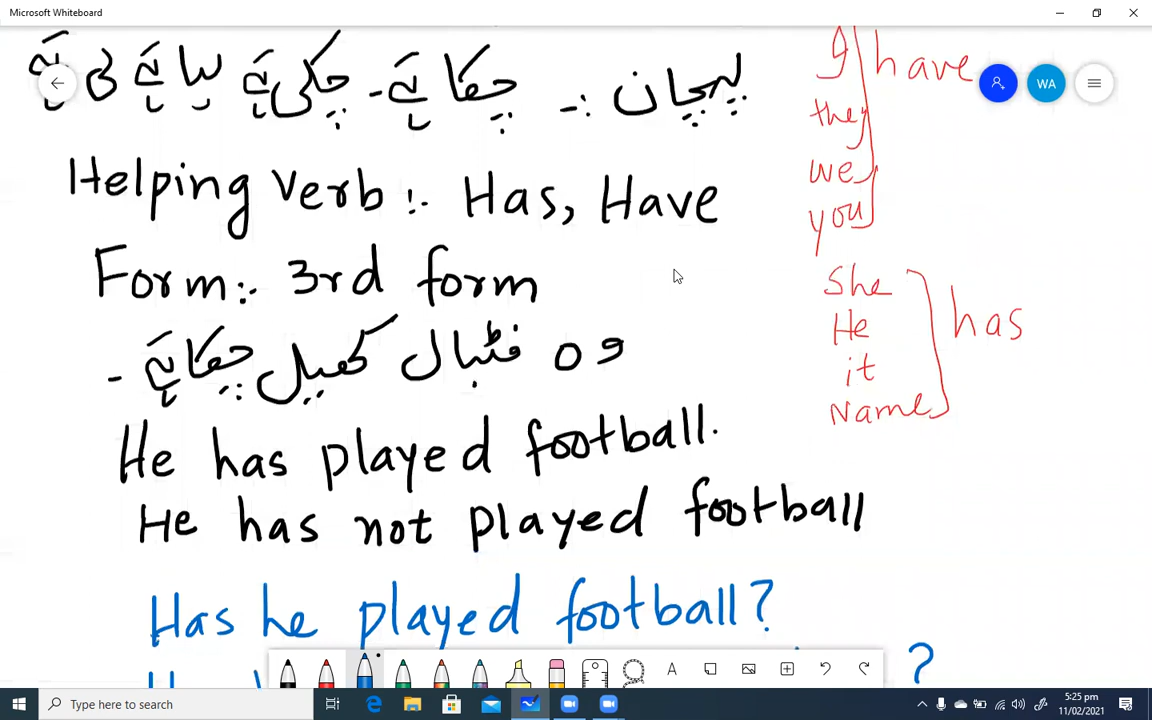 Microsoft Whiteboard
پہچان :۔ چکا ہے۔ چکی ہے
I
they
we
you
have
WA
Helping Verb :- Has, Have
Form:- 3rd form
She
He
it
Name
has
وہ فٹبال کھیل چکا ہے۔
He has played football.
He has not played football
Has he played football?
?
Type here to search
5:25 pm
11/02/2021